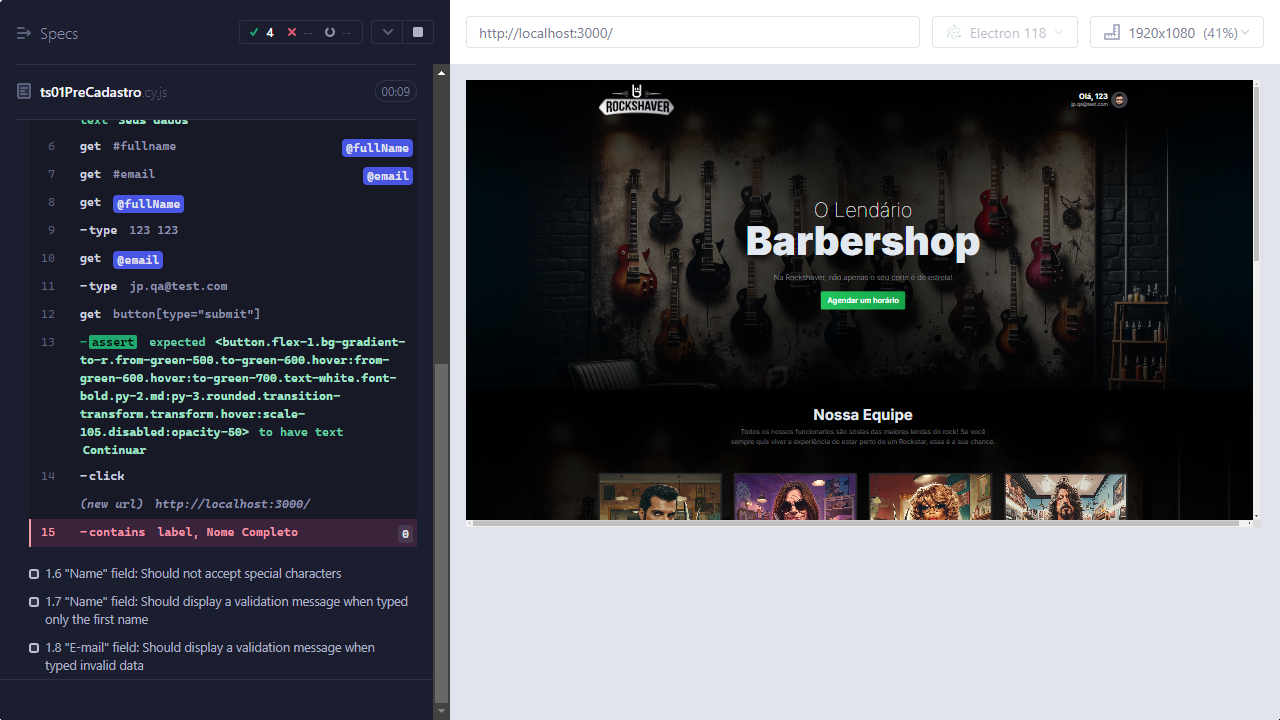 Specs
4
--
--
ts01PreCadastro.cy.js
00:09
text Seus dados
6 get #fullname @fullName
7 get #email @email
8 get @fullName
9 -type 123 123
10 get @email
11 -type jp.qa@test.com
12 get button[type="submit"]
13 -assert expected <button.flex-1.bg-gradient-
to-r.from-green-500.to-green-600.hover:from-
green-600.hover:to-green-700.text-white.font-
bold.py-2.md:py-3.rounded.transition-
transform.transform.hover:scale-
105.disabled:opacity-50> to have text
Continuar
14 -click
(new url) http://localhost:3000/
15 -contains label, Nome Completo 0
1.6 "Name" field: Should not accept special characters
1.7 "Name" field: Should display a validation message when typed
only the first name
1.8 "E-mail" field: Should display a validation message when
typed invalid data
http://localhost:3000/
Electron 118
1920x1080 (41%)
ROCKSHAVER
Olá, 123
jp.qa@test.com
O Lendário
Barbershop
Na Rockshaver, não apenas o seu corte é de estrela!
Agendar um horário
Nossa Equipe
Todos os nossos funcionarios são sósias das maiores lendas do rock! Se você
sempre quis viver a experiência de estar perto de um Rockstar, essa é a sua chance.